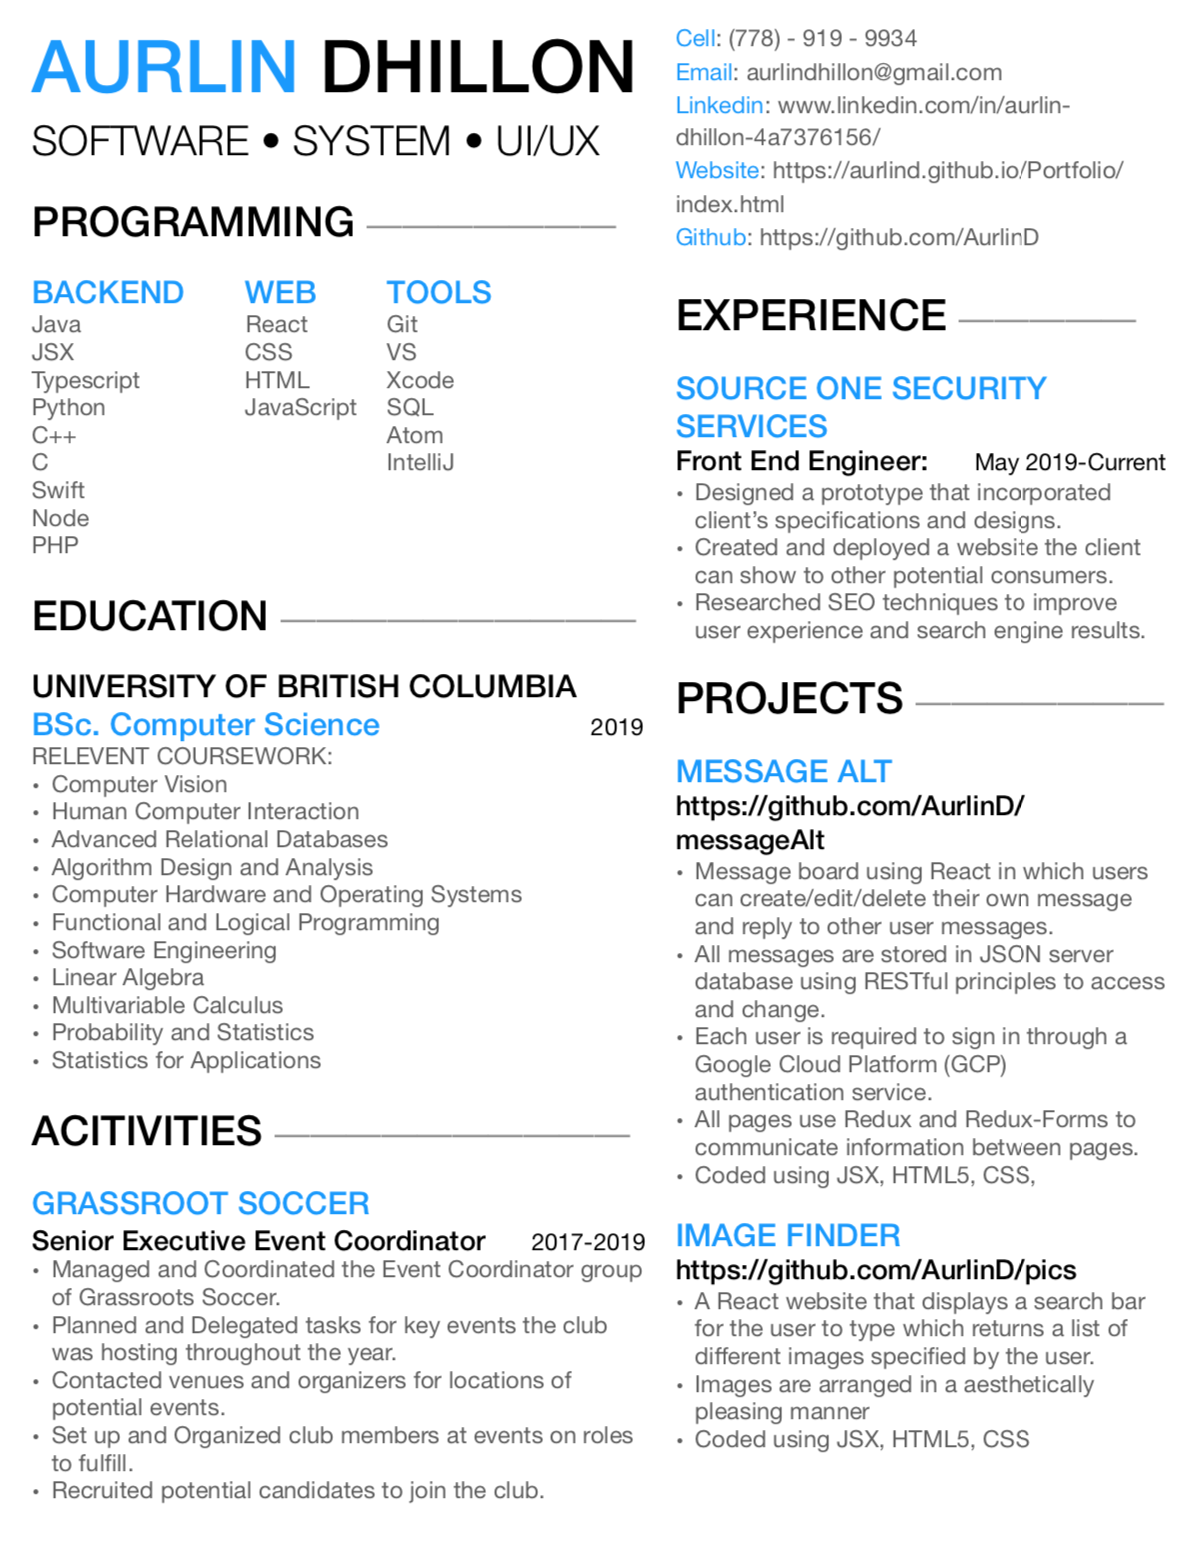 AURLIN DHILLON
SOFTWARE • SYSTEM • UI/UX
PROGRAMMING
BACKEND
Java
JSX
Typescript
Python
C++
C
Swift
Node
PHP
WEB
React
CSS
HTML
JavaScript
TOOLS
Git
VS
Xcode
SQL
Atom
IntelliJ
EDUCATION
UNIVERSITY OF BRITISH COLUMBIA
BSc. Computer Science 2019
RELEVENT COURSEWORK:
• Computer Vision
• Human Computer Interaction
• Advanced Relational Databases
• Algorithm Design and Analysis
• Computer Hardware and Operating Systems
• Functional and Logical Programming
• Software Engineering
• Linear Algebra
• Multivariable Calculus
• Probability and Statistics
• Statistics for Applications
ACITIVITIES
GRASSROOT SOCCER
Senior Executive Event Coordinator 2017-2019
• Managed and Coordinated the Event Coordinator group
of Grassroots Soccer.
• Planned and Delegated tasks for key events the club
was hosting throughout the year.
• Contacted venues and organizers for locations of
potential events.
• Set up and Organized club members at events on roles
to fulfill.
• Recruited potential candidates to join the club.
Cell: (778) - 919 - 9934
Email: aurlindhillon@gmail.com
Linkedin: www.linkedin.com/in/aurlin-
dhillon-4a7376156/
Website: https://aurlind.github.io/Portfolio/
index.html
Github: https://github.com/AurlinD
EXPERIENCE
SOURCE ONE SECURITY
SERVICES
Front End Engineer: May 2019-Current
• Designed a prototype that incorporated
client’s specifications and designs.
• Created and deployed a website the client
can show to other potential consumers.
• Researched SEO techniques to improve
user experience and search engine results.
PROJECTS
MESSAGE ALT
https://github.com/AurlinD/
messageAlt
• Message board using React in which users
can create/edit/delete their own message
and reply to other user messages.
• All messages are stored in JSON server
database using RESTful principles to access
and change.
• Each user is required to sign in through a
Google Cloud Platform (GCP)
authentication service.
• All pages use Redux and Redux-Forms to
communicate information between pages.
• Coded using JSX, HTML5, CSS,
IMAGE FINDER
https://github.com/AurlinD/pics
• A React website that displays a search bar
for the user to type which returns a list of
different images specified by the user.
• Images are arranged in a aesthetically
pleasing manner
• Coded using JSX, HTML5, CSS